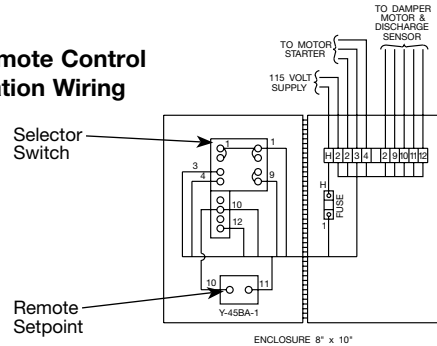 TO DAMPER
MOTOR &
DISCHARGE
SENSOR
mote Control
ation Wiring
TO MOTOR
STARTER
115 VOLT
SUPPLY
Selector
Switch
1 1
3
4 9
10
12
H 2 2 3 4 2 9 10 11 12
H
FUSE
1
10 11
Y-45BA-1
Remote
Setpoint
ENCLOSURE 8" x 10"